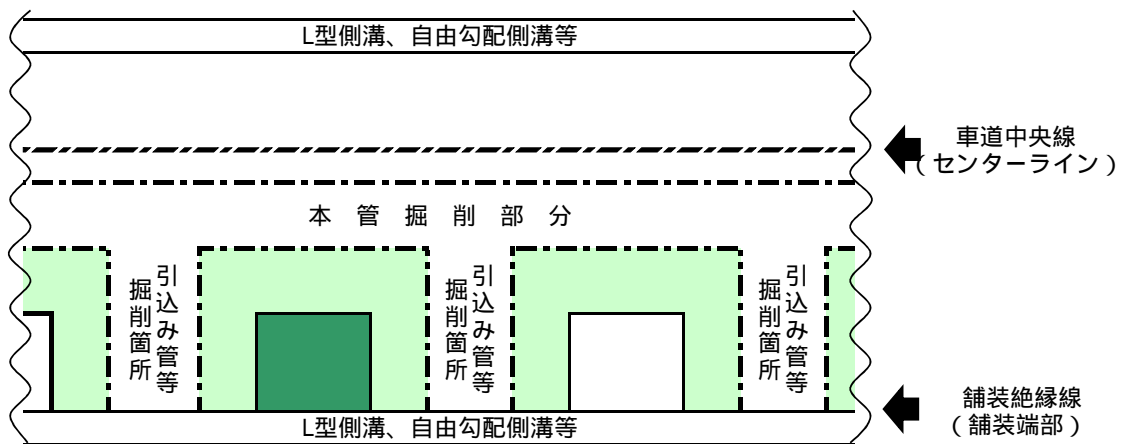 L型側溝、自由勾配側溝等
車道中央線
(センターライン)
本管掘削部分
引込み管等
掘削箇所
引込み管等
掘削箇所
引込み管等
掘削箇所
舗装絶縁線
(舗装端部)
L型側溝、自由勾配側溝等